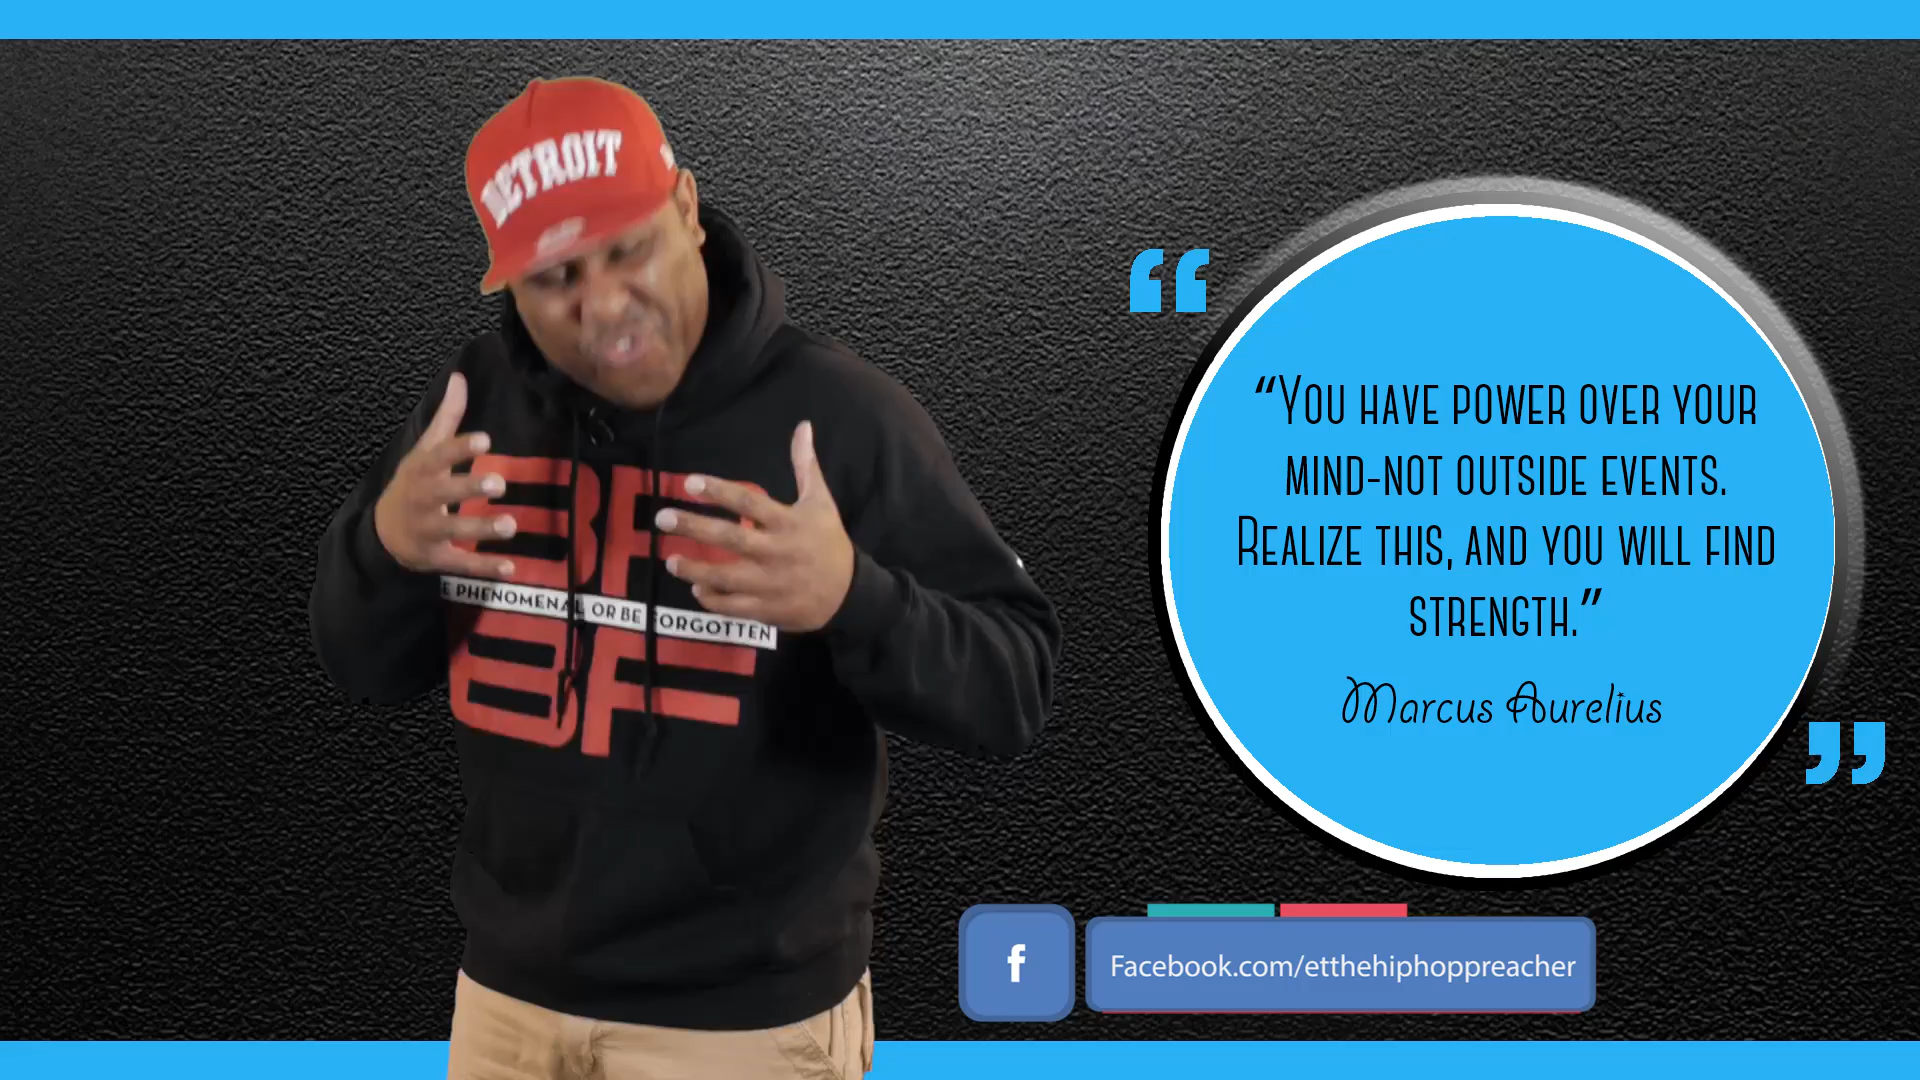 DETROIT
E PHENOMENAL OR BE FORGOTTEN
BF
“You have power over your
mind-not outside events.
Realize this, and you will find
strength.”
Marcus Aurelius
f
Facebook.com/etthehiphoppreacher